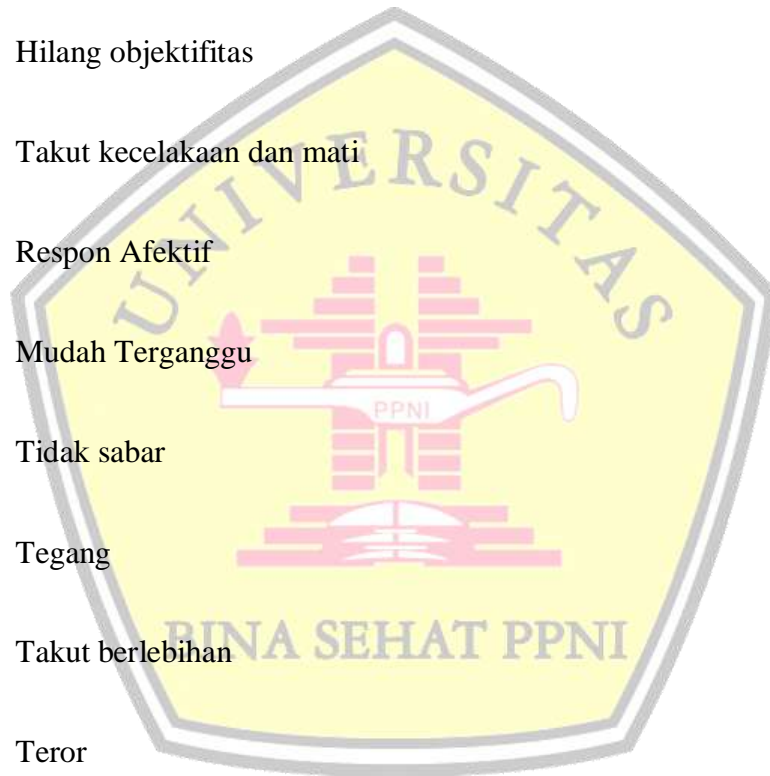 Hilang objektifitas
Takut kecelakaan dan mati
UNIVERSITAS
Respon Afektif
Mudah Terganggu
PPNI
Tidak sabar
Tegang
BINA SEHAT PPNI
Takut berlebihan
Teror